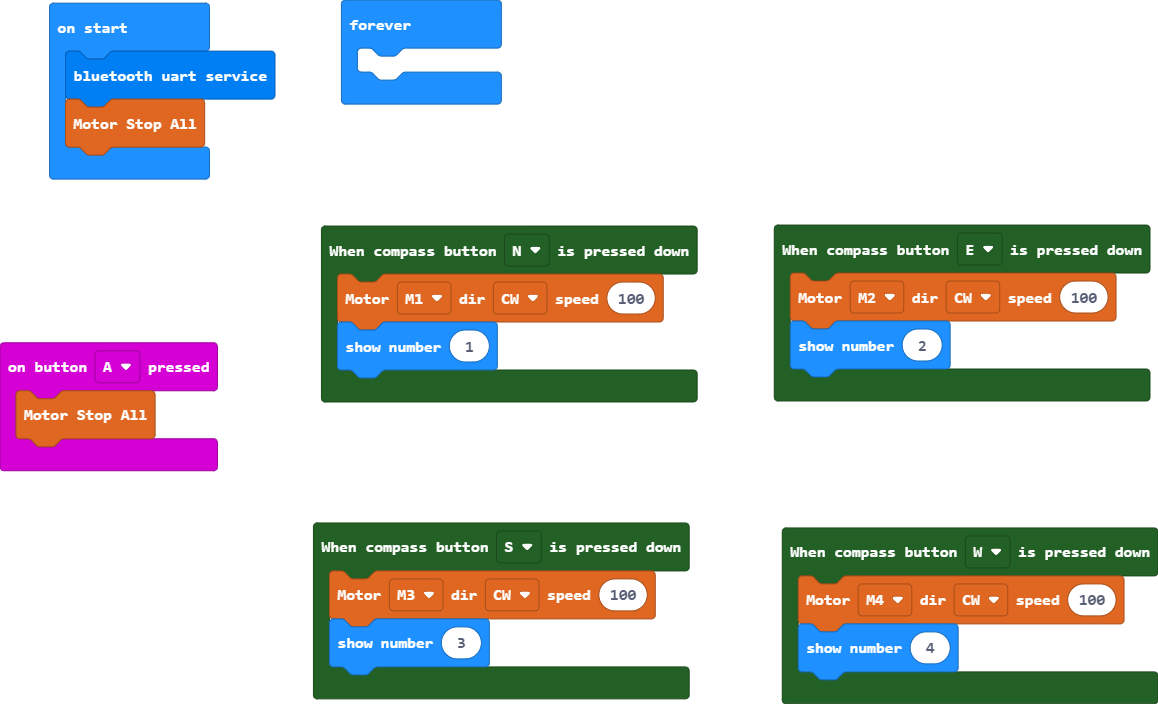 on start
bluetooth uart service
Motor Stop All
forever
on button A pressed
Motor Stop All
When compass button N is pressed down
Motor M1 dir CW speed 100
show number 1
When compass button E is pressed down
Motor M2 dir CW speed 100
show number 2
When compass button S is pressed down
Motor M3 dir CW speed 100
show number 3
When compass button W is pressed down
Motor M4 dir CW speed 100
show number 4